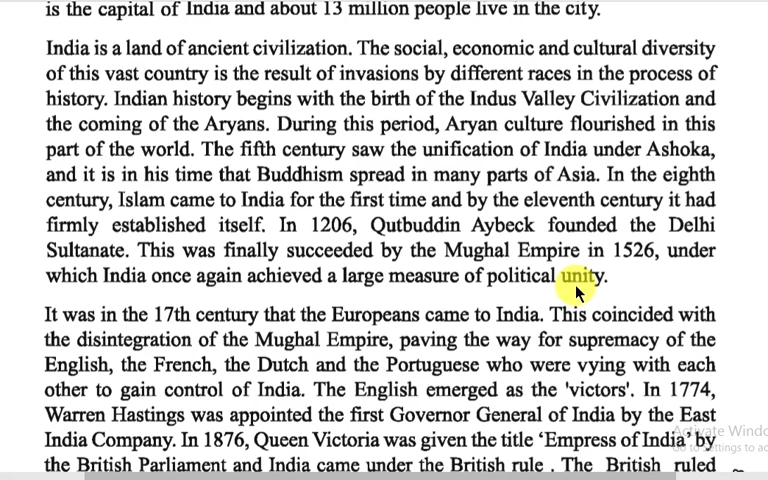 is the capital of India and about 13 million people live in the city.
India is a land of ancient civilization. The social, economic and cultural diversity
of this vast country is the result of invasions by different races in the process of
history. Indian history begins with the birth of the Indus Valley Civilization and
the coming of the Aryans. During this period, Aryan culture flourished in this
part of the world. The fifth century saw the unification of India under Ashoka,
and it is in his time that Buddhism spread in many parts of Asia. In the eighth
century, Islam came to India for the first time and by the eleventh century it had
firmly established itself. In 1206, Qutbuddin Aybeck founded the Delhi
Sultanate. This was finally succeeded by the Mughal Empire in 1526, under
which India once again achieved a large measure of political unity.
It was in the 17th century that the Europeans came to India. This coincided with
the disintegration of the Mughal Empire, paving the way for supremacy of the
English, the French, the Dutch and the Portuguese who were vying with each
other to gain control of India. The English emerged as the 'victors'. In 1774,
Warren Hastings was appointed the first Governor General of India by the East
India Company. In 1876, Queen Victoria was given the title ‘Empress of India’ by
the British Parliament and India came under the British rule . The British ruled
Activate Windo
Go to Settings to ac